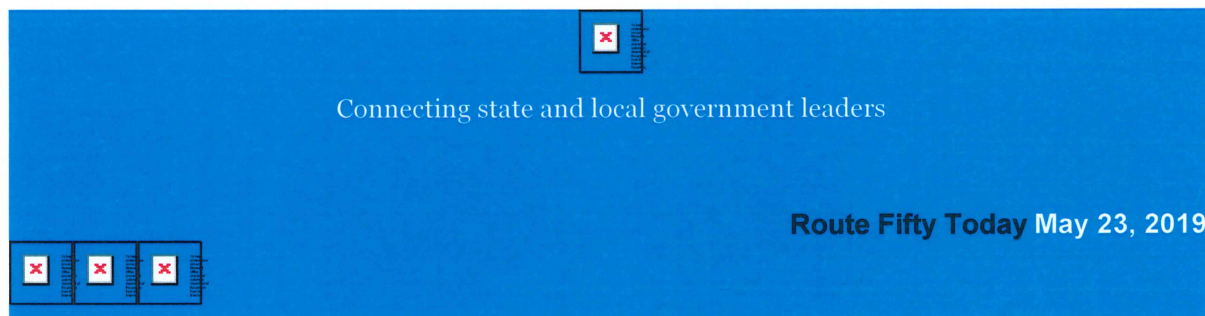 Connecting state and local government leaders
Route Fifty Today May 23, 2019